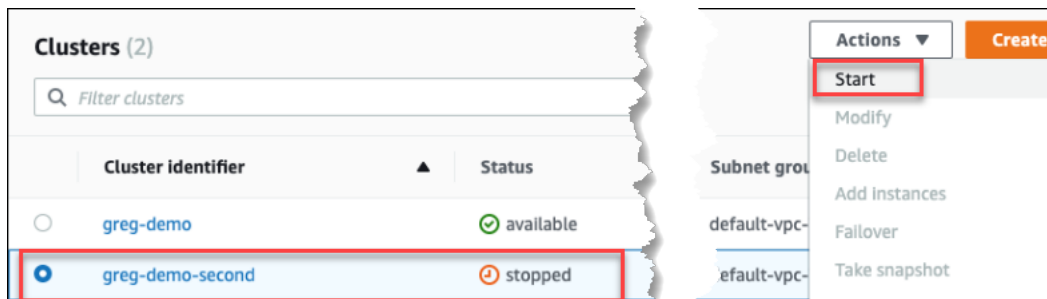 Clusters (2)
Actions ▼
Create
Filter clusters
Start
Modify
Delete
Add instances
Failover
Take snapshot
Cluster identifier ▲ Status Subnet grou
greg-demo available default-vpc-
greg-demo-second stopped efault-vpc-